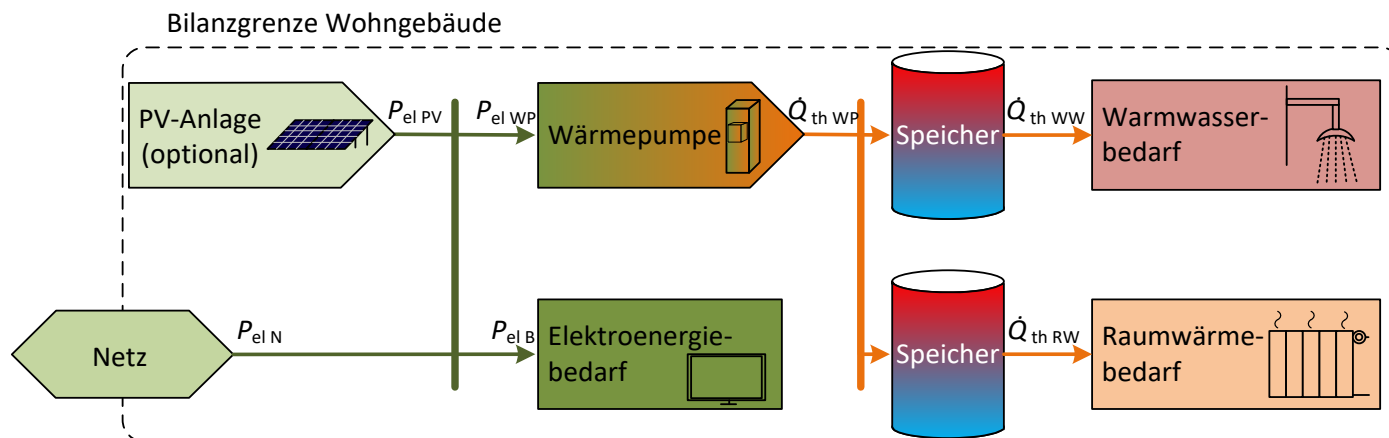 Bilanzgrenze Wohngebäude
PV-Anlage
(optional)
P el PV
P el WP
Wärmepumpe
Q̇ th WP
Speicher
Q̇ th WW
Warmwasser-
bedarf
Netz
P el N
P el B
Elektroenergie-
bedarf
Speicher
Q̇ th RW
Raumwärme-
bedarf